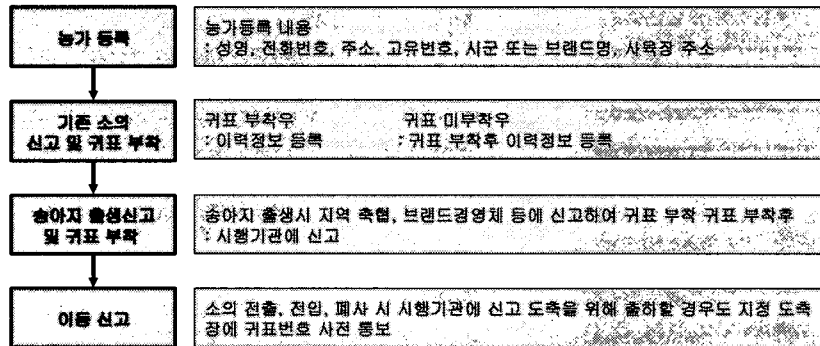 농가 등록
농가등록 내용
: 성명, 전화번호, 주소, 고유번호, 시군 또는 브랜드명, 사육장 주소
기존 소의
신고 및 귀표 부착
귀표 부착우 귀표 미부착우
: 이력정보 등록 : 귀표 부착후 이력정보 등록
송아지 출생신고
및 귀표 부착
송아지 출생시 지역 축협, 브랜드경영체 등에 신고하여 귀표 부착 귀표 부착후
: 시행기관에 신고
이동 신고
소의 전출, 전입, 폐사 시 시행기관에 신고 도축을 위해 출하할 경우도 지정 도축
장에 귀표번호 사전 통보